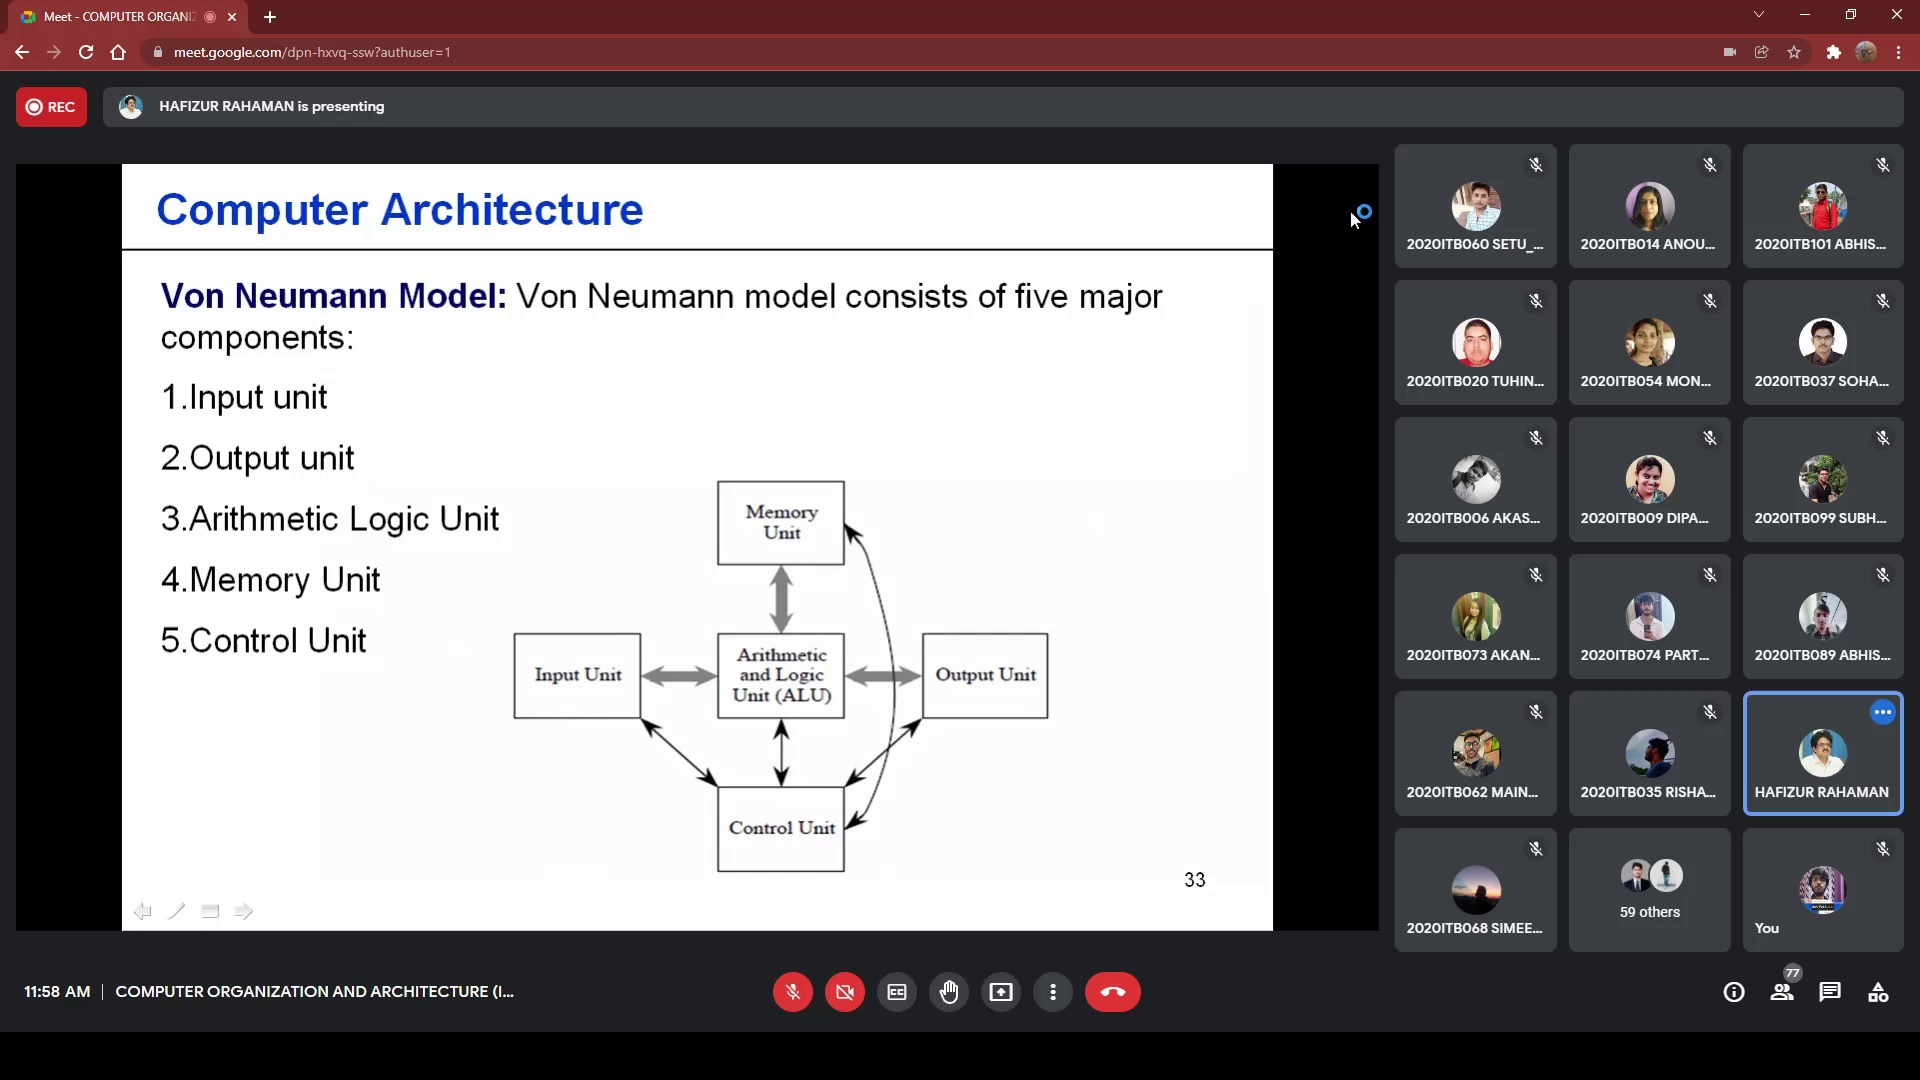 Meet - COMPUTER ORGANIZ
meet.google.com/dpn-hxvq-ssw?authuser=1
REC
HAFIZUR RAHAMAN is presenting
Computer Architecture
Von Neumann Model: Von Neumann model consists of five major
components:
1.Input unit
2.Output unit
3.Arithmetic Logic Unit
4.Memory Unit
5.Control Unit
Memory
Unit
Input Unit
Arithmetic
and Logic
Unit (ALU)
Output Unit
Control Unit
33
2020ITB060 SETU_...
2020ITB014 ANOU...
2020ITB101 ABHIS...
2020ITB020 TUHIN...
2020ITB054 MON...
2020ITB037 SOHA...
2020ITB006 AKAS...
2020ITB009 DIPA...
2020ITB099 SUBH...
2020ITB073 AKAN...
2020ITB074 PART...
2020ITB089 ABHIS...
2020ITB062 MAIN...
2020ITB035 RISHA...
HAFIZUR RAHAMAN
2020ITB068 SIMEE...
59 others
You
11:58 AM | COMPUTER ORGANIZATION AND ARCHITECTURE (I...
77